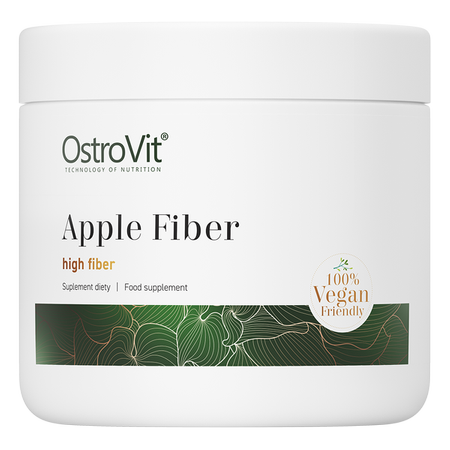 OstroVit®
TECHNOLOGY OF NUTRITION
Apple Fiber
high fiber
Suplement diety | Food supplement
100%
Vegan
Friendly